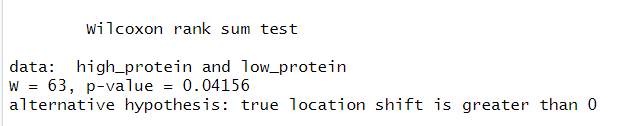 Wilcoxon rank sum test
data:  high_protein and low_protein
W = 63, p-value = 0.04156
alternative hypothesis: true location shift is greater than 0